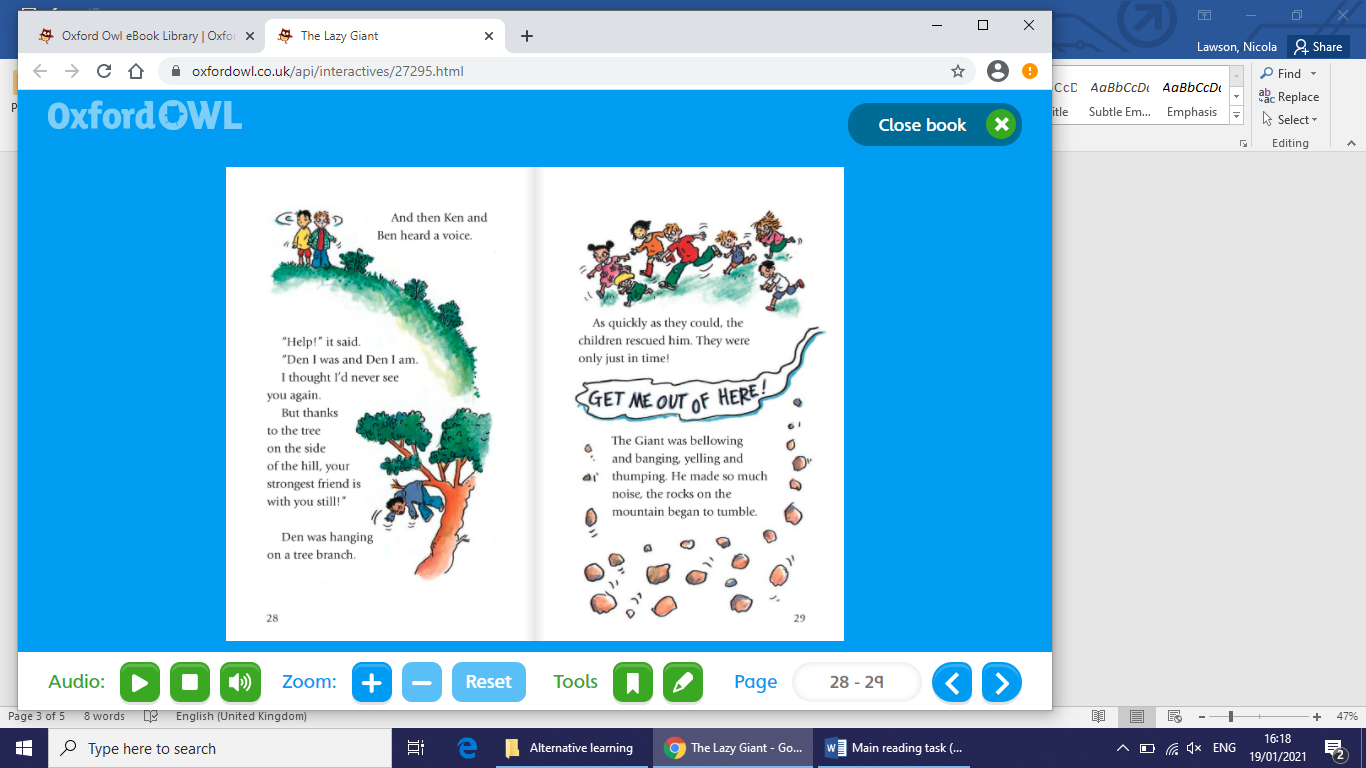 Lawson, Nicola
Share
Oxford Owl eBook Library | Oxfo
The Lazy Giant
oxfordowl.co.uk/api/interactives/27295.html
CcD
AaBbCcDc
AaBbCcDc
itle
Subtle Em...
Emphasis
Find
Replace
Select
Editing
Oxford OWL
Close book
And then Ken and
Ben heard a voice.
"Help!" it said.
"Den I was and Den I am.
I thought I'd never see
you again.
But thanks
to the tree
on the side
of the hill, your
strongest friend is
with you still!"
Den was hanging
on a tree branch.
28
As quickly as they could, the
children rescued him. They were
only just in time!
GET ME OUT OF HERE!
The Giant was bellowing
and banging, yelling and
thumping. He made so much
noise, the rocks on the
mountain began to tumble.
29
Audio:
Zoom:
Reset
Tools
Page
28 - 29
Page 3 of 5
8 words
English (United Kingdom)
47%
Type here to search
Alternative learning
The Lazy Giant - Go...
Main reading task (...
ENG
16:18
19/01/2021
2